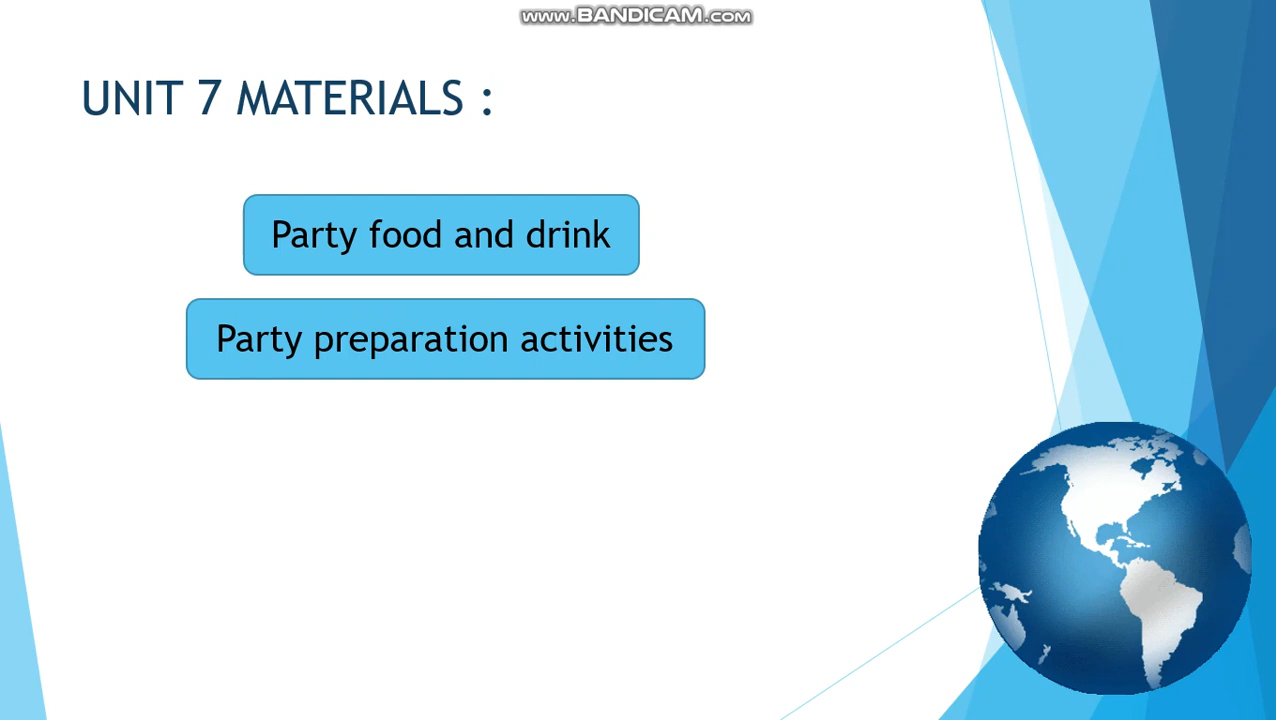 www.BANDICAM.com
UNIT 7 MATERIALS :
Party food and drink
Party preparation activities